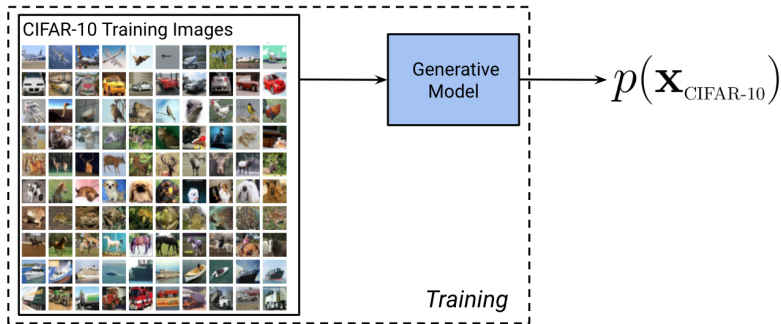 CIFAR-10 Training Images
Generative
Model
p(x_CIFAR-10)
Training